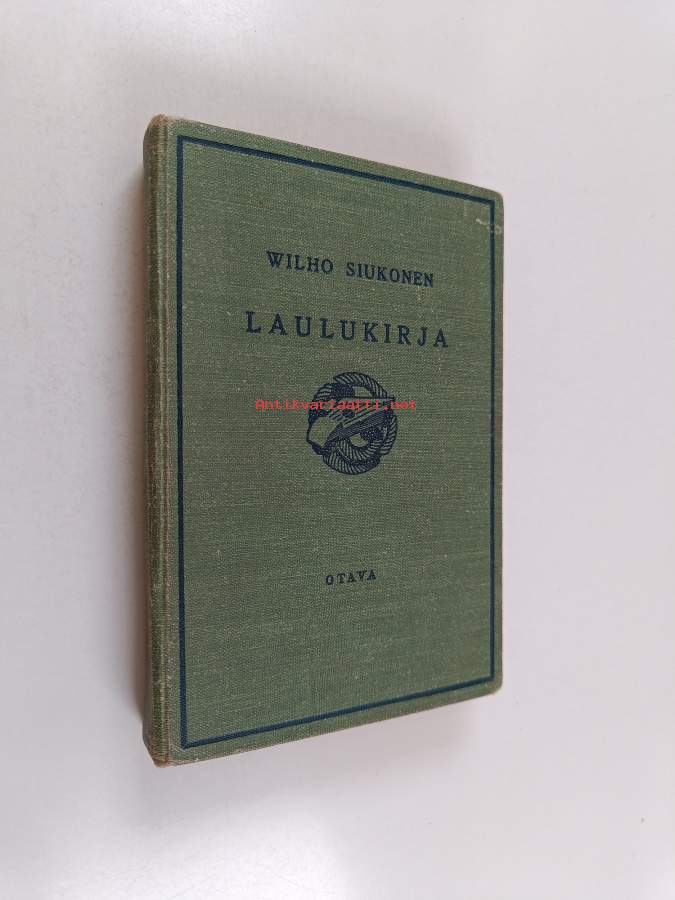 WILHO SIUKONEN
LAULUKIRJA
Antikvariaatti.net
OTAVA